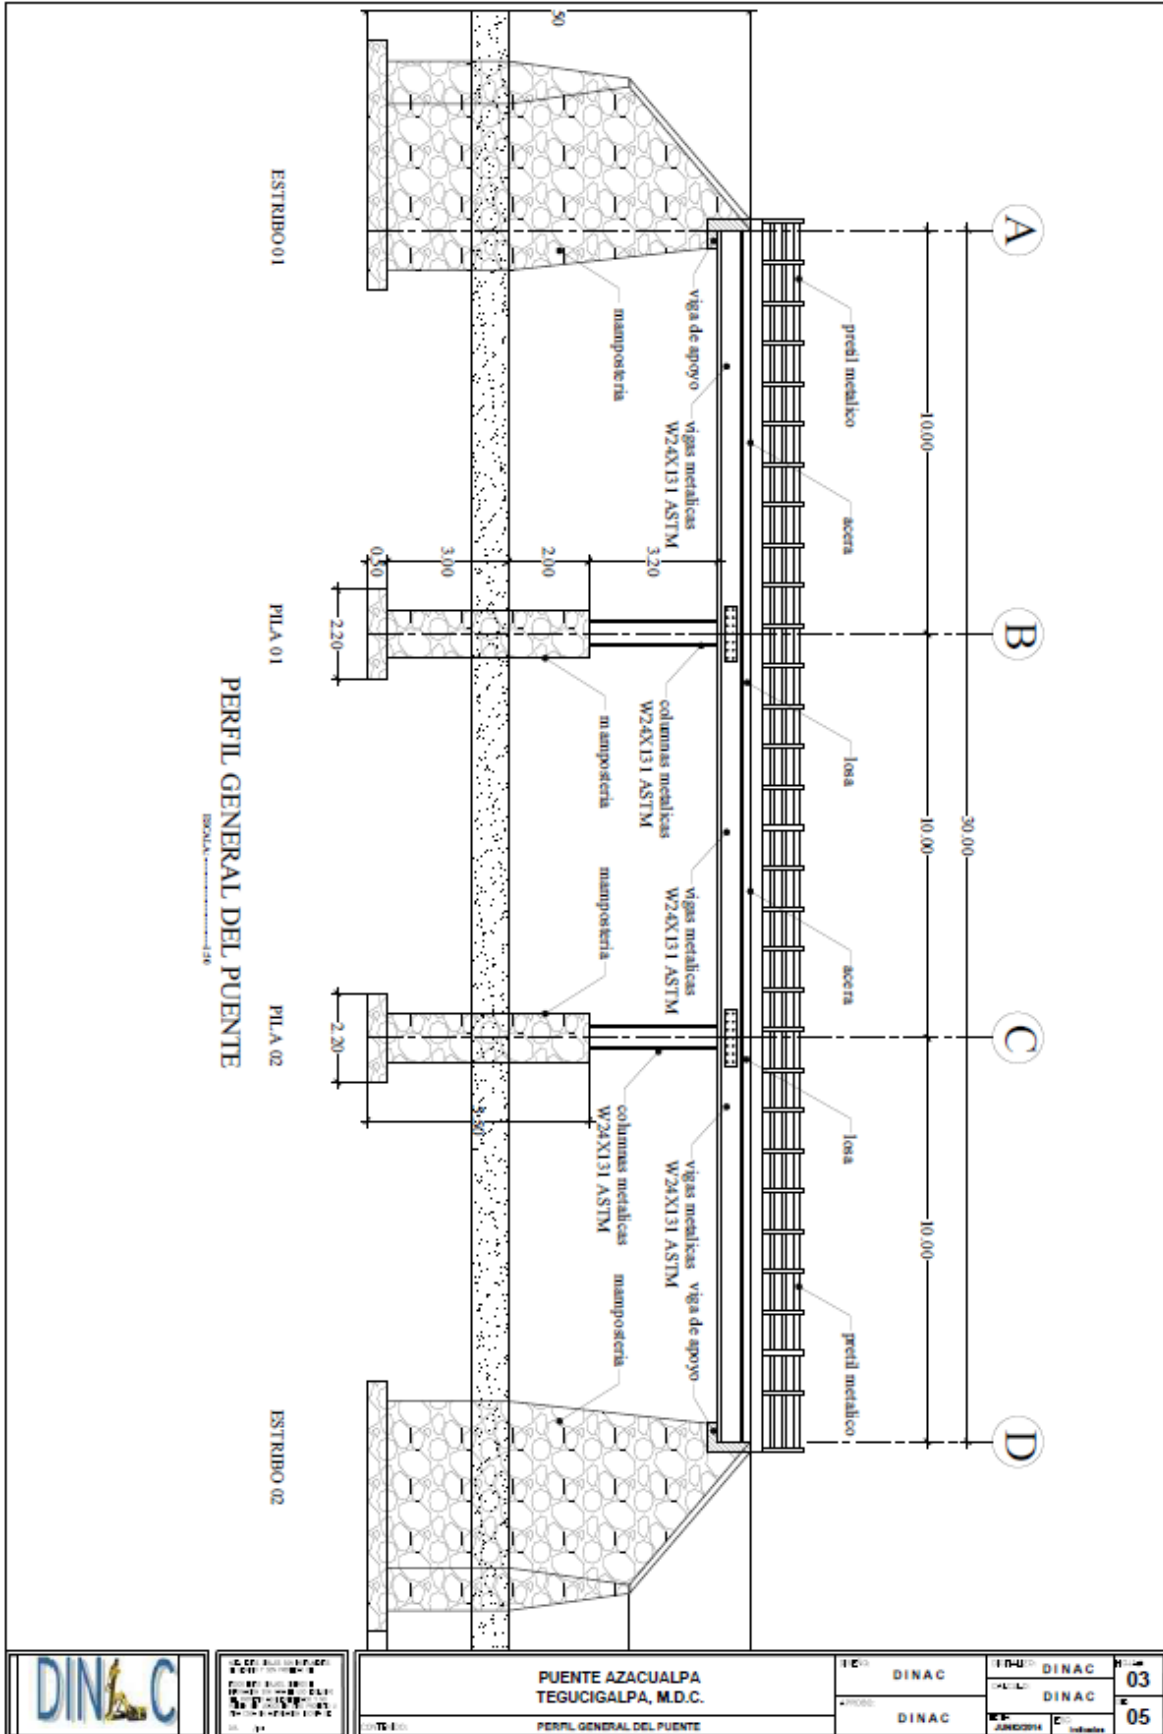 A
B
C
D
30.00
10.00
10.00
10.00
pretil metalico
acera
losa
acera
losa
pretil metalico
viga de apoyo
vigas metalicas
W24X131 ASTM
vigas metalicas
W24X131 ASTM
vigas metalicas
W24X131 ASTM
viga de apoyo
mamposteria
columnas metalicas
W24X131 ASTM
mamposteria
mamposteria
columnas metalicas
W24X131 ASTM
mamposteria
50
3.20
2.00
3.00
0.50
2.20
2.20
ESTRIBO 01
PILA 01
PILA 02
ESTRIBO 02
PERFIL GENERAL DEL PUENTE
DINAC
PUENTE AZACUALPA
TEGUCIGALPA, M.D.C.
PERFIL GENERAL DEL PUENTE
DINAC
DINAC
DINAC
DINAC
03
05